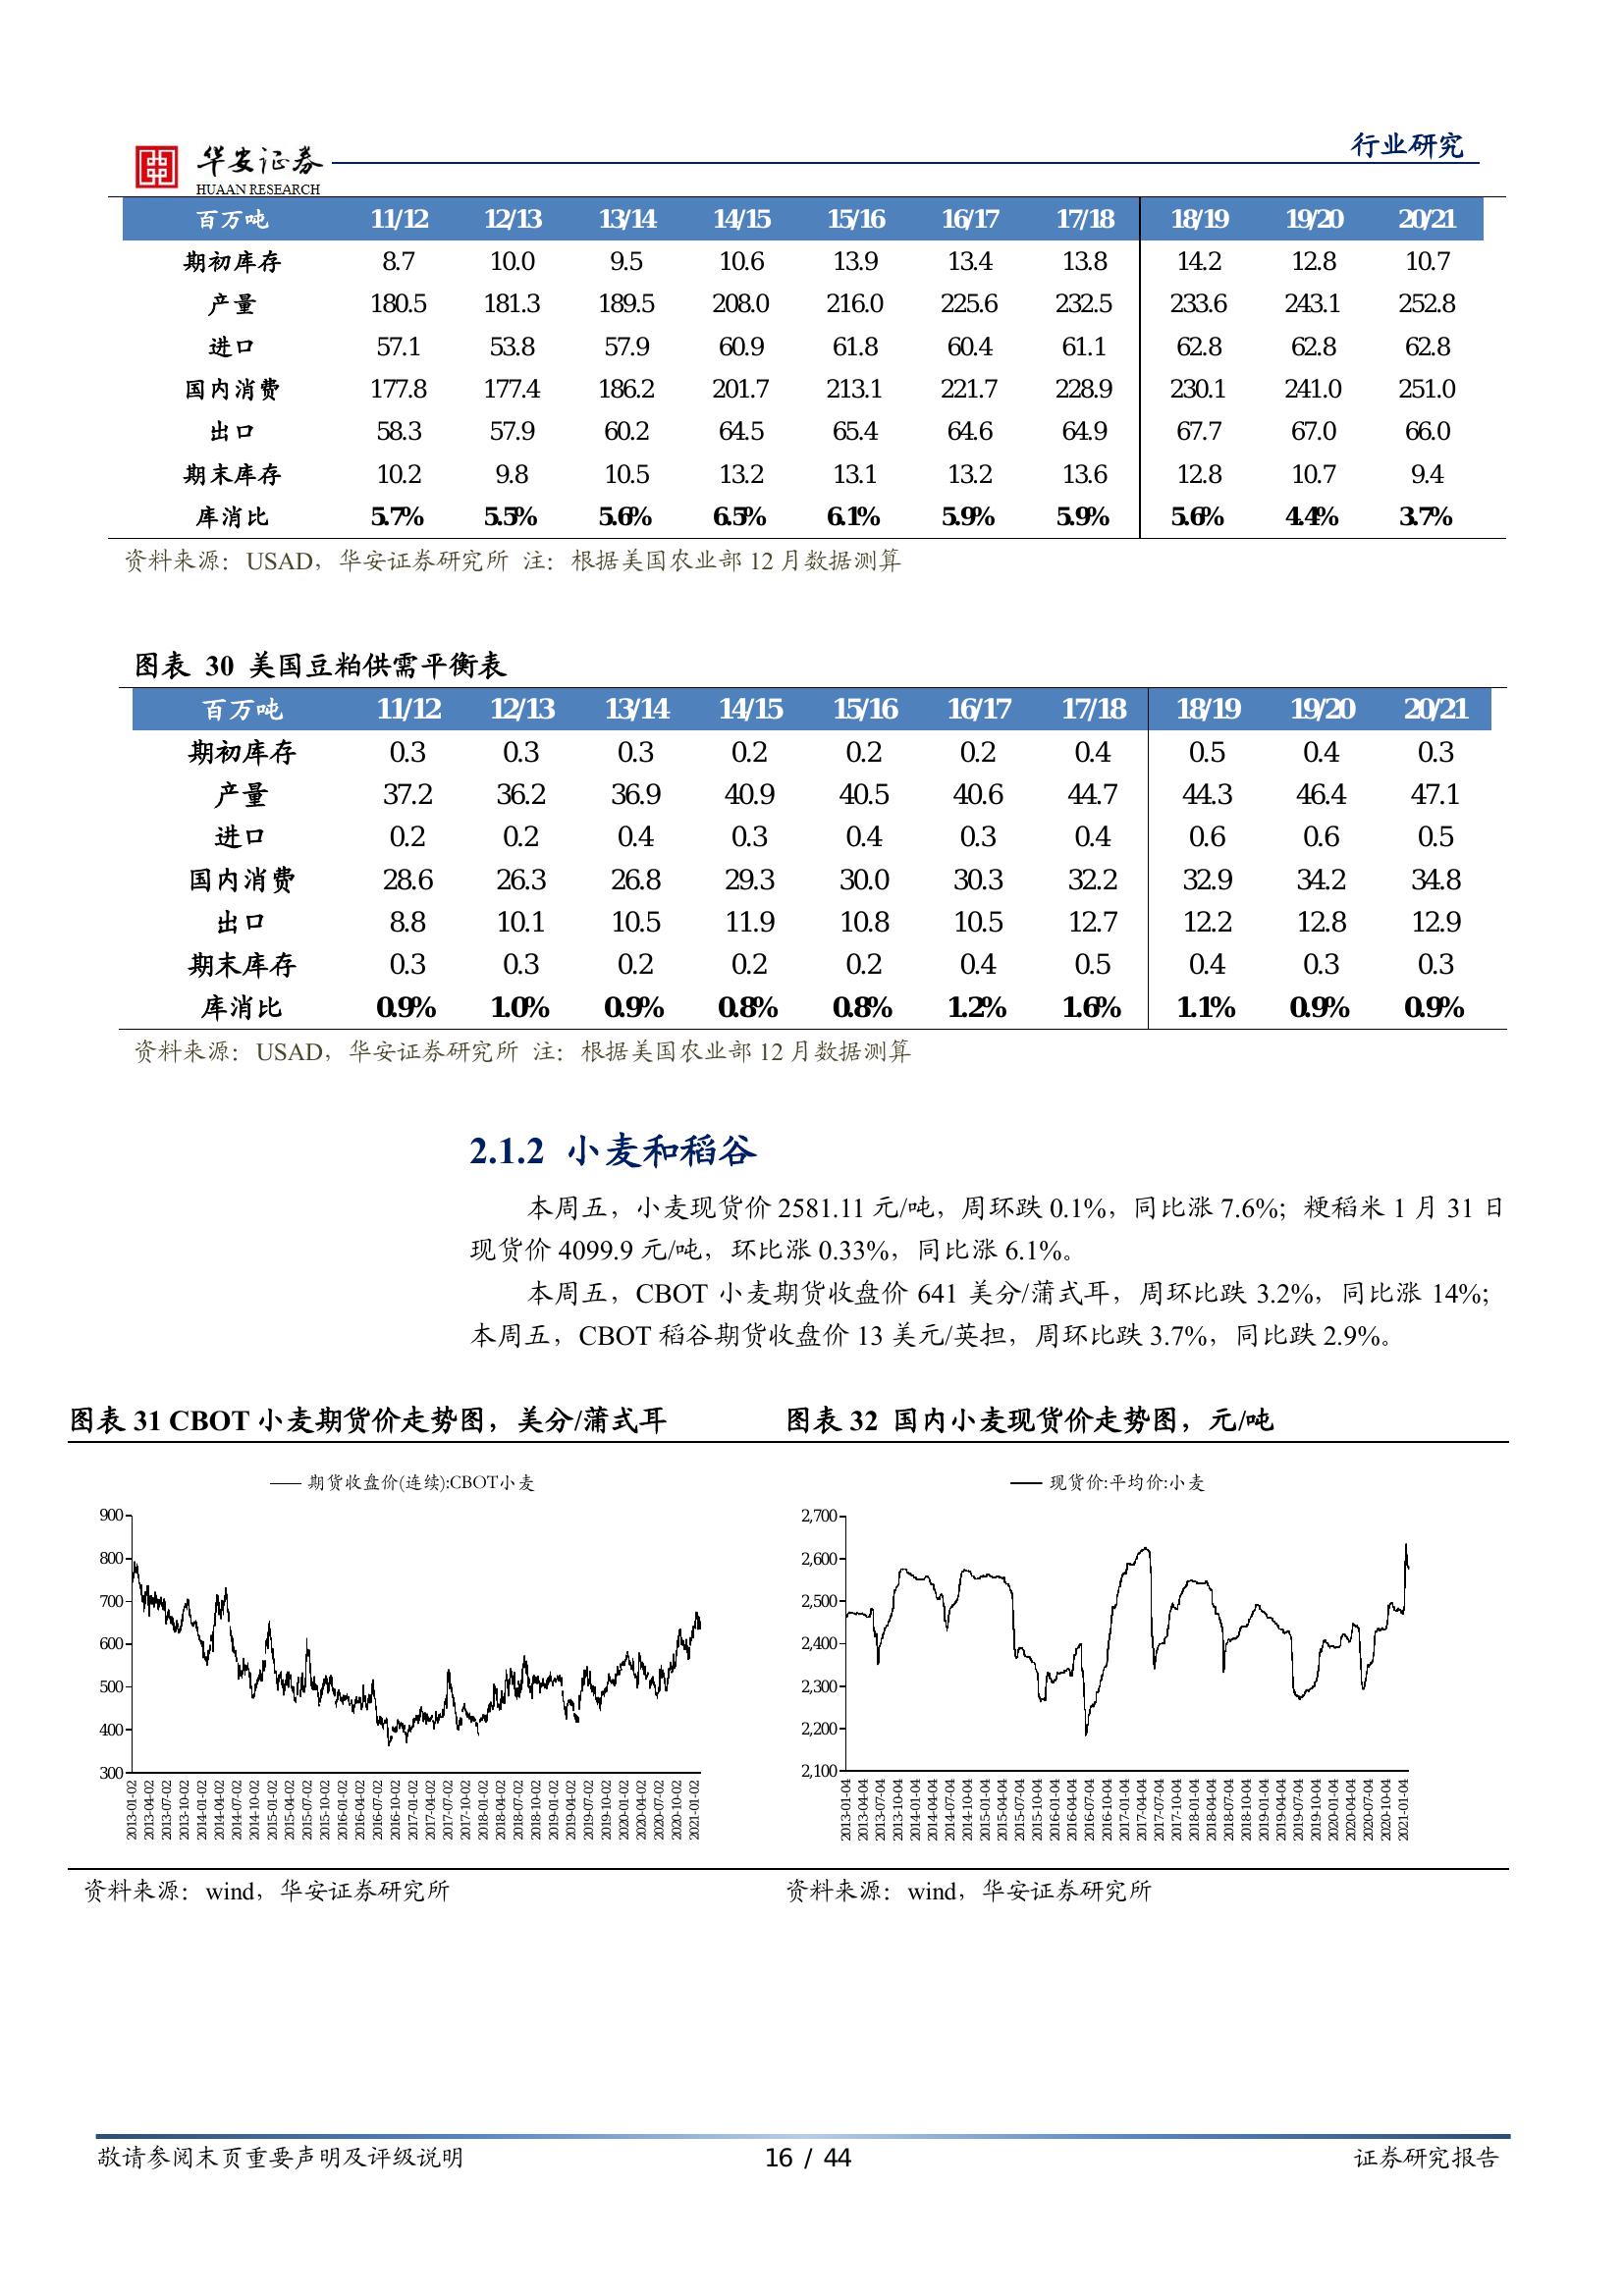 华安证券
HUAAN RESEARCH
行业研究
百万吨 11/12 12/13 13/14 14/15 15/16 16/17 17/18 18/19 19/20 20/21
期初库存 8.7 10.0 9.5 10.6 13.9 13.4 13.8 14.2 12.8 10.7
产量 180.5 181.3 189.5 208.0 216.0 225.6 232.5 233.6 243.1 252.8
进口 57.1 53.8 57.9 60.9 61.8 60.4 61.1 62.8 62.8 62.8
国内消费 177.8 177.4 186.2 201.7 213.1 221.7 228.9 230.1 241.0 251.0
出口 58.3 57.9 60.2 64.5 65.4 64.6 64.9 67.7 67.0 66.0
期末库存 10.2 9.8 10.5 13.2 13.1 13.2 13.6 12.8 10.7 9.4
库消比 5.7% 5.5% 5.6% 6.5% 6.1% 5.9% 5.9% 5.6% 4.4% 3.7%
资料来源：USAD，华安证券研究所 注：根据美国农业部 12 月数据测算
图表 30 美国豆粕供需平衡表
百万吨 11/12 12/13 13/14 14/15 15/16 16/17 17/18 18/19 19/20 20/21
期初库存 0.3 0.3 0.3 0.2 0.2 0.2 0.4 0.5 0.4 0.3
产量 37.2 36.2 36.9 40.9 40.5 40.6 44.7 44.3 46.4 47.1
进口 0.2 0.2 0.4 0.3 0.4 0.3 0.4 0.6 0.6 0.5
国内消费 28.6 26.3 26.8 29.3 30.0 30.3 32.2 32.9 34.2 34.8
出口 8.8 10.1 10.5 11.9 10.8 10.5 12.7 12.2 12.8 12.9
期末库存 0.3 0.3 0.2 0.2 0.2 0.4 0.5 0.4 0.3 0.3
库消比 0.9% 1.0% 0.9% 0.8% 0.8% 1.2% 1.6% 1.1% 0.9% 0.9%
资料来源：USAD，华安证券研究所 注：根据美国农业部 12 月数据测算
2.1.2 小麦和稻谷
本周五，小麦现货价 2581.11 元/吨，周环跌 0.1%，同比涨 7.6%；粳稻米 1 月 31 日
现货价 4099.9 元/吨，环比涨 0.33%，同比涨 6.1%。
本周五，CBOT 小麦期货收盘价 641 美分/蒲式耳，周环比跌 3.2%，同比涨 14%；
本周五，CBOT 稻谷期货收盘价 13 美元/英担，周环比跌 3.7%，同比跌 2.9%。
图表 31 CBOT 小麦期货价走势图，美分/蒲式耳
期货收盘价(连续):CBOT小麦
900
800
700
600
500
400
300
2013-01-02 2013-04-02 2013-07-02 2013-10-02 2014-01-02 2014-04-02 2014-07-02 2014-10-02 2015-01-02 2015-04-02 2015-07-02 2015-10-02 2016-01-02 2016-04-02 2016-07-02 2016-10-02 2017-01-02 2017-04-02 2017-07-02 2017-10-02 2018-01-02 2018-04-02 2018-07-02 2018-10-02 2019-01-02 2019-04-02 2019-07-02 2019-10-02 2020-01-02 2020-04-02 2020-07-02 2020-10-02 2021-01-02
资料来源：wind，华安证券研究所
图表 32 国内小麦现货价走势图，元/吨
现货价:平均价:小麦
2,700
2,600
2,500
2,400
2,300
2,200
2,100
2013-01-04 2013-04-04 2013-07-04 2013-10-04 2014-01-04 2014-04-04 2014-07-04 2014-10-04 2015-01-04 2015-04-04 2015-07-04 2015-10-04 2016-01-04 2016-04-04 2016-07-04 2016-10-04 2017-01-04 2017-04-04 2017-07-04 2017-10-04 2018-01-04 2018-04-04 2018-07-04 2018-10-04 2019-01-04 2019-04-04 2019-07-04 2019-10-04 2020-01-04 2020-04-04 2020-07-04 2020-10-04 2021-01-04
资料来源：wind，华安证券研究所
敬请参阅末页重要声明及评级说明 16 / 44 证券研究报告